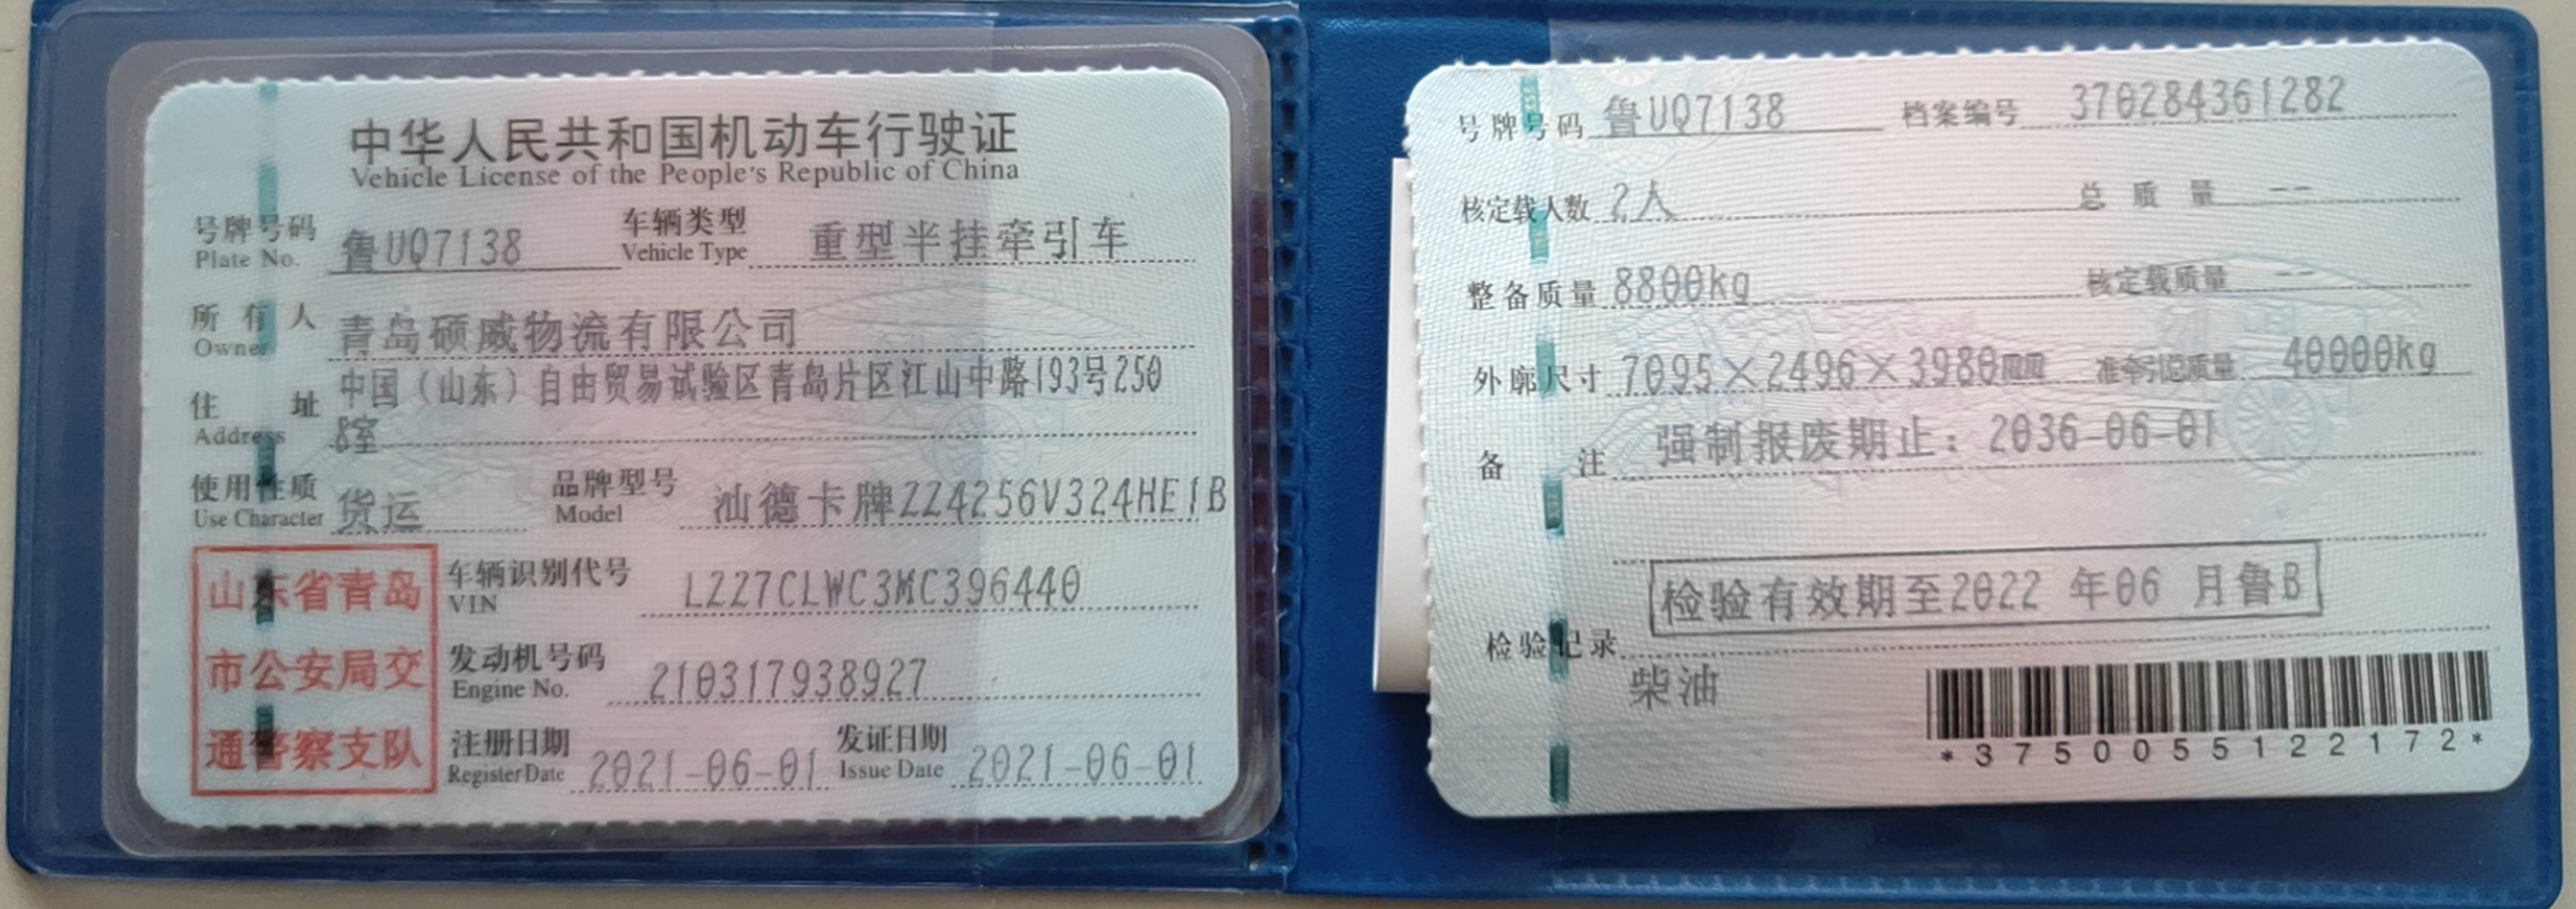 中华人民共和国机动车行驶证
Vehicle License of the People's Republic of China
号牌号码 鲁UQ7138 车辆类型 重型半挂牵引车
Plate No. Vehicle Type
所有人 青岛硕威物流有限公司
Owner
住址 中国（山东）自由贸易试验区青岛片区江山中路193号250
Address 8室
使用性质 货运 品牌型号 汕德卡牌ZZ4256V324HE1B
Use Character Model
山东省青岛
市公安局交
通警察支队
车辆识别代号 LZZ7CLWC3MC396440
VIN
发动机号码 210317938927
Engine No.
注册日期 2021-06-01 发证日期 2021-06-01
Register Date Issue Date
号牌号码 鲁UQ7138 档案编号 370284361282
核定载人数 2人 总质量 --
整备质量 8800kg 核定载质量 --
外廓尺寸 7095×2496×3980mm 准牵引总质量 40000kg
备注 强制报废期止：2036-06-01
检验有效期至2022 年06 月鲁B
检验记录
柴油
*3750055122172*